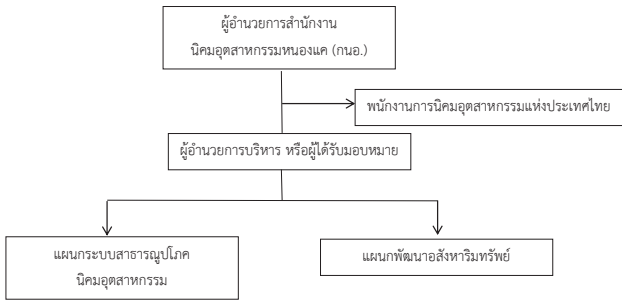 ผู้อำนวยการสำนักงาน
นิคมอุตสาหกรรมหนองแค (กนอ.)
พนักงานการนิคมอุตสาหกรรมแห่งประเทศไทย
ผู้อำนวยการบริหาร หรือผู้ได้รับมอบหมาย
แผนกระบบสาธารณูปโภค
นิคมอุตสาหกรรม
แผนกพัฒนาอสังหาริมทรัพย์